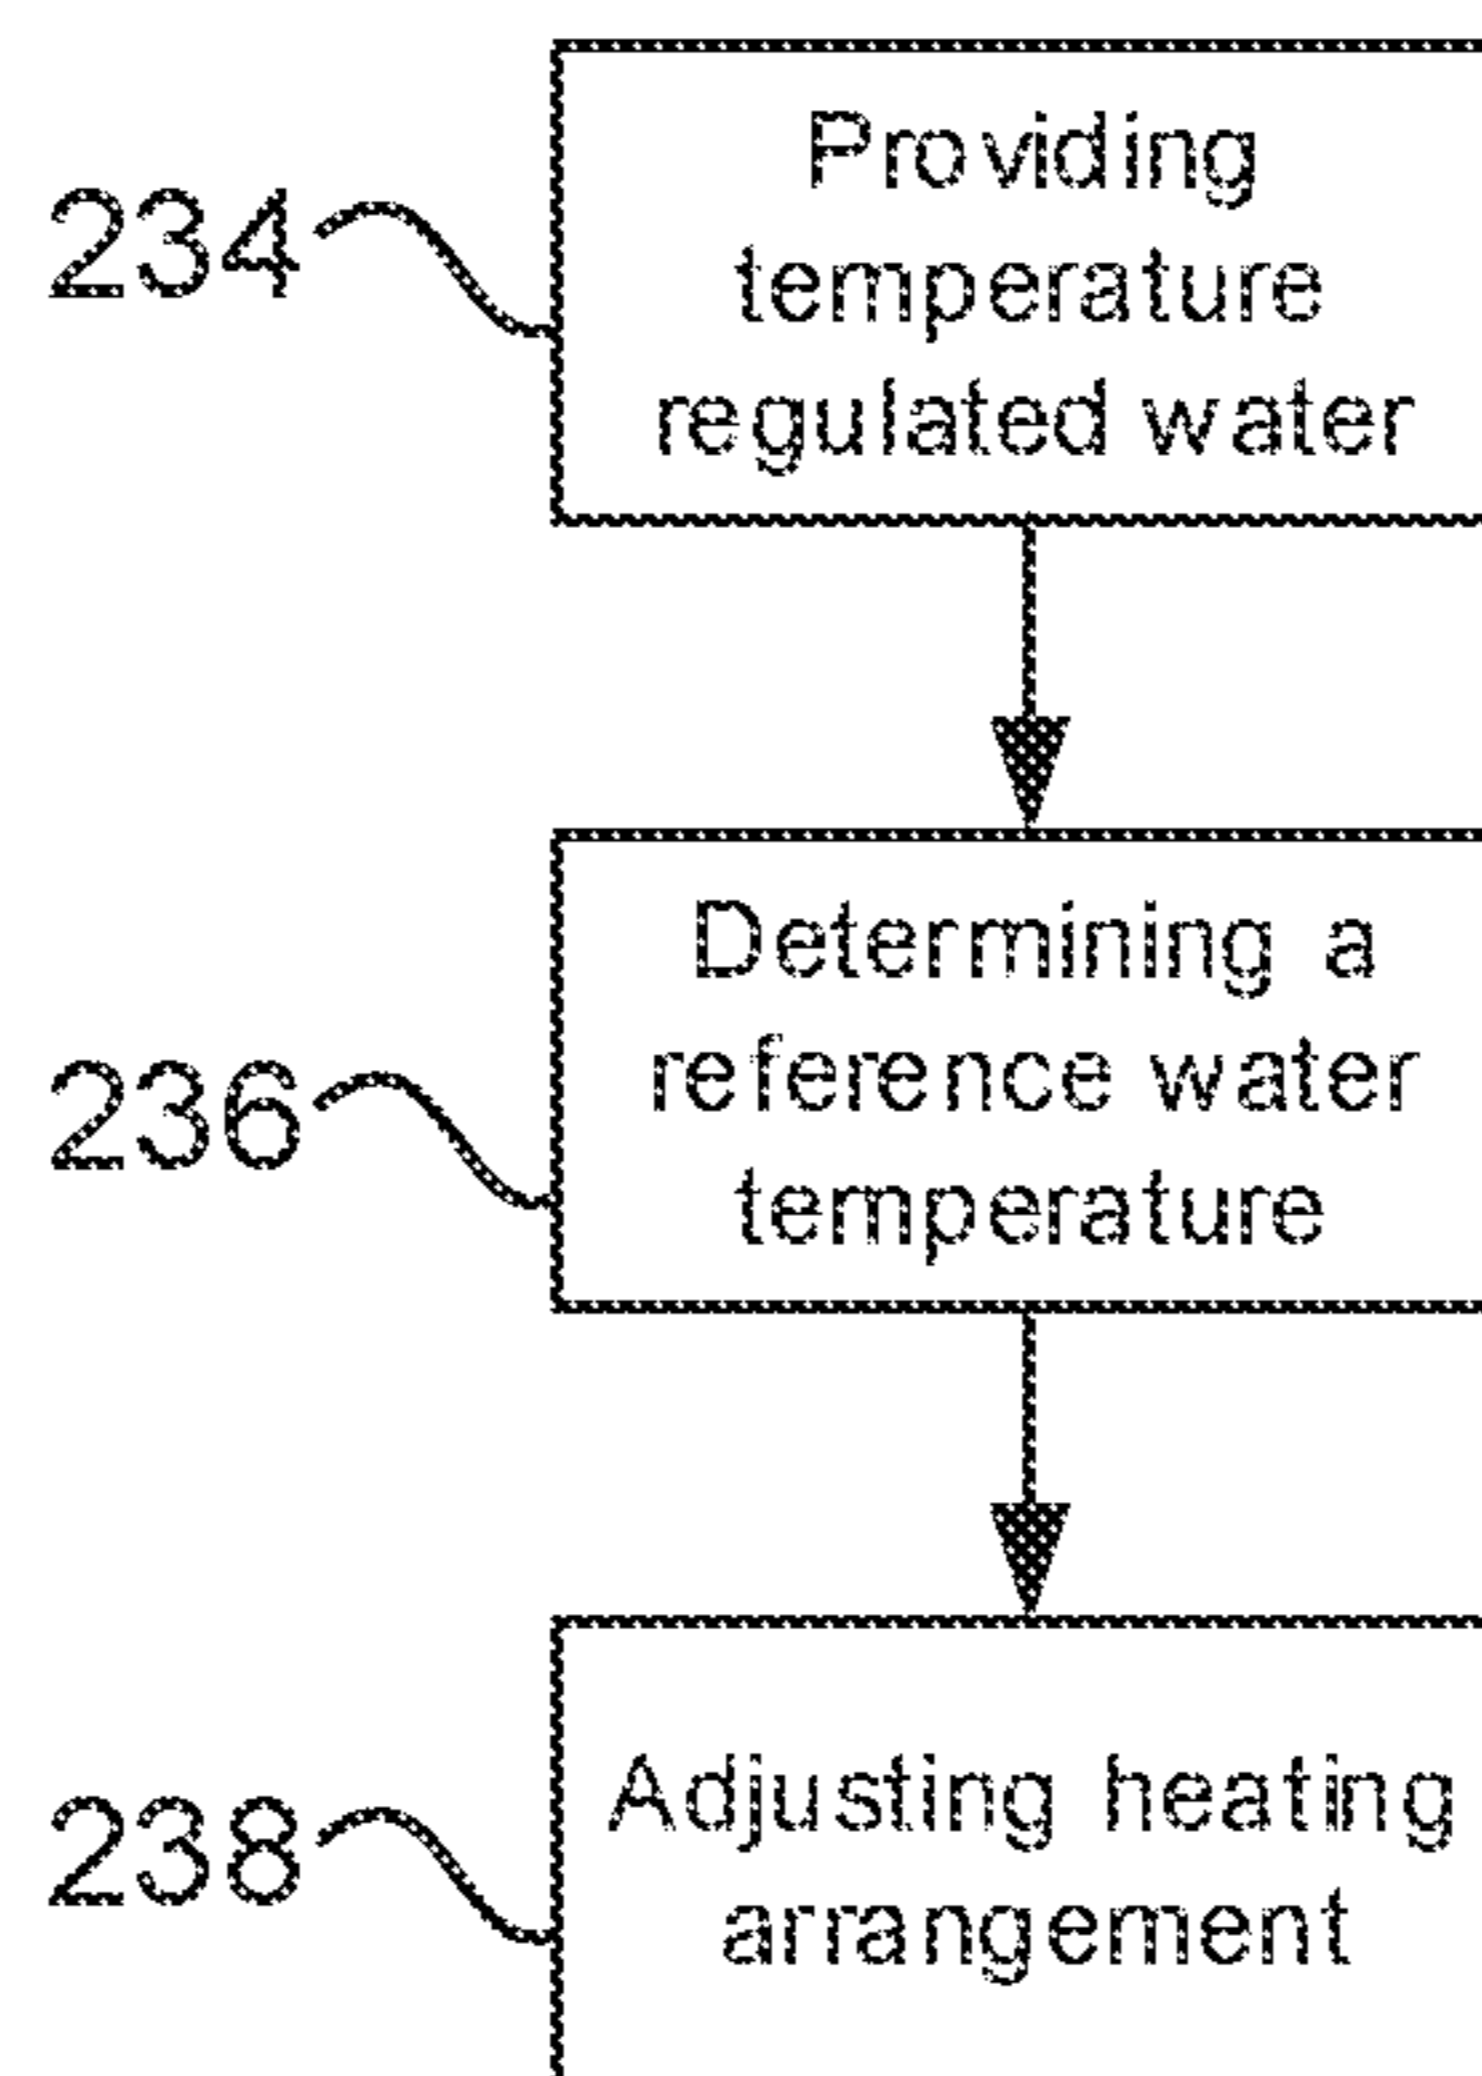 234
Providing
temperature
regulated water
236
Determining a
reference water
temperature
238
Adjusting heating
arrangement